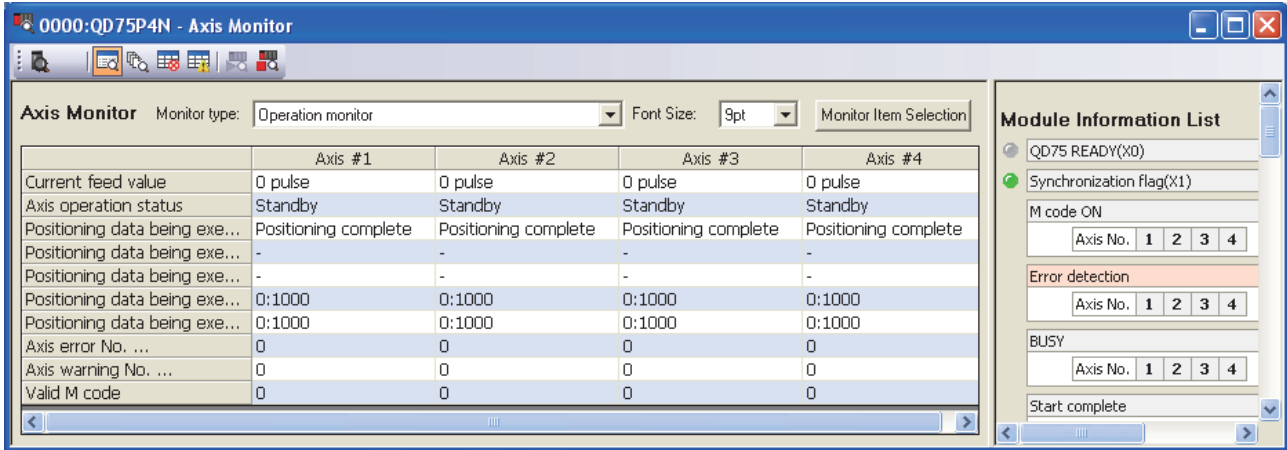 0000:QD75P4N - Axis Monitor
Axis Monitor Monitor type: Operation monitor Font Size: 9pt Monitor Item Selection
Axis #1 Axis #2 Axis #3 Axis #4
Current feed value 0 pulse 0 pulse 0 pulse 0 pulse
Axis operation status Standby Standby Standby Standby
Positioning data being exe... Positioning complete Positioning complete Positioning complete Positioning complete
Positioning data being exe... - - - -
Positioning data being exe... - - - -
Positioning data being exe... 0:1000 0:1000 0:1000 0:1000
Positioning data being exe... 0:1000 0:1000 0:1000 0:1000
Axis error No. ... 0 0 0 0
Axis warning No. ... 0 0 0 0
Valid M code 0 0 0 0
Module Information List
QD75 READY(X0)
Synchronization flag(X1)
M code ON
Axis No. 1 2 3 4
Error detection
Axis No. 1 2 3 4
BUSY
Axis No. 1 2 3 4
Start complete